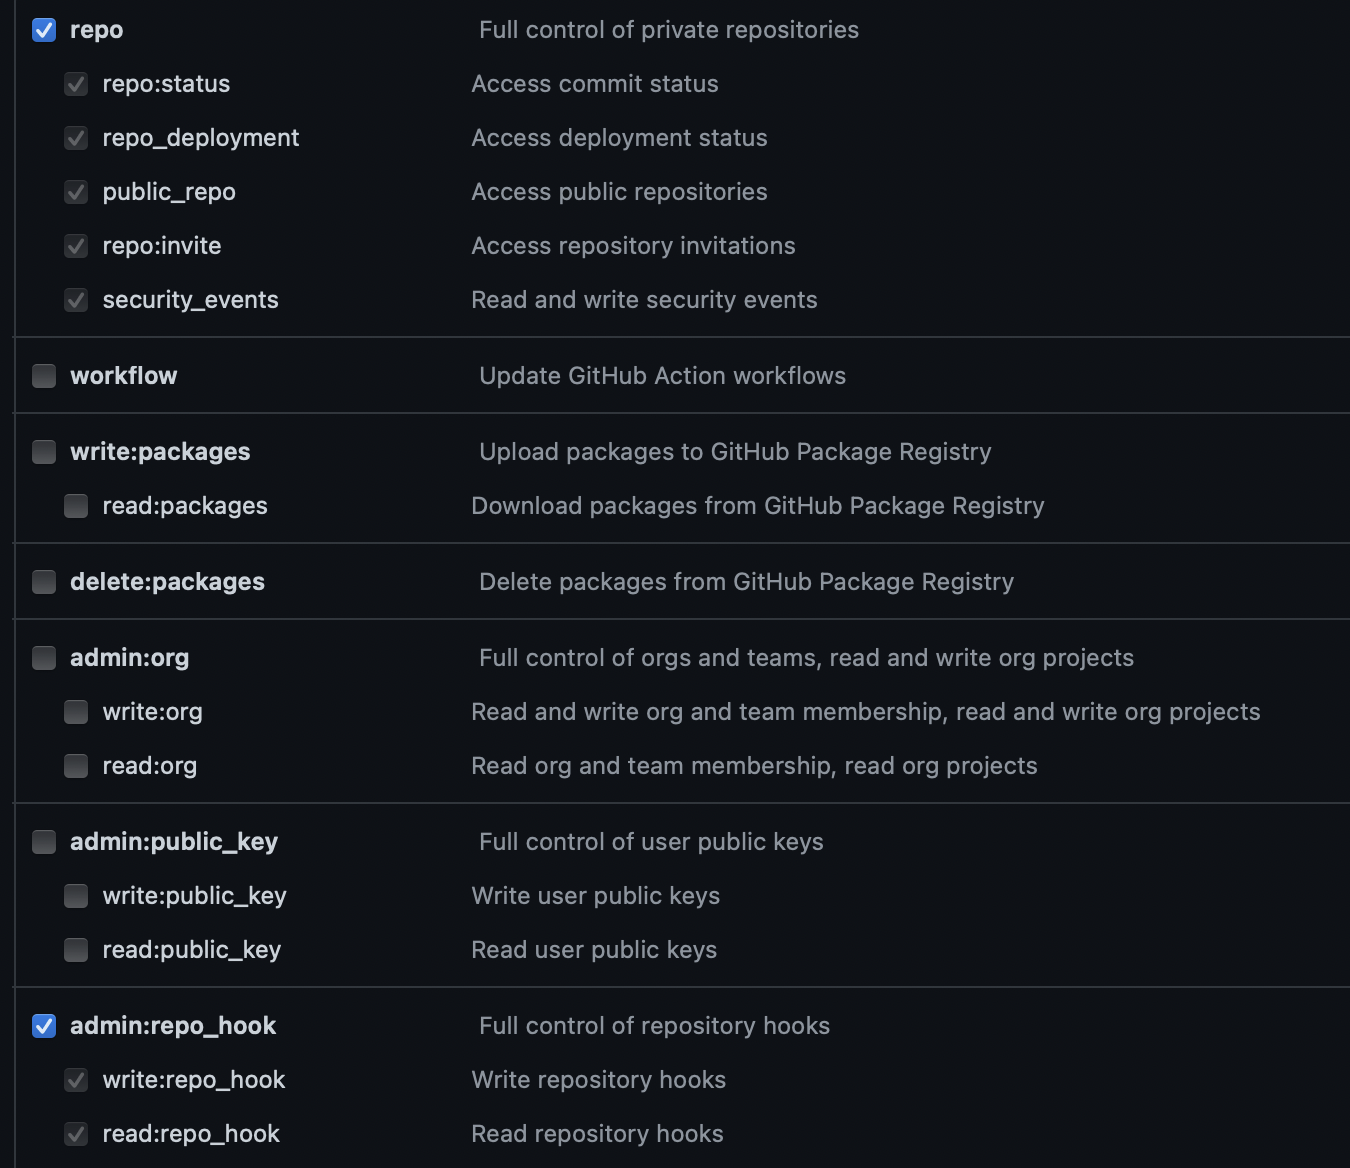 repo Full control of private repositories
repo:status Access commit status
repo_deployment Access deployment status
public_repo Access public repositories
repo:invite Access repository invitations
security_events Read and write security events
workflow Update GitHub Action workflows
write:packages Upload packages to GitHub Package Registry
read:packages Download packages from GitHub Package Registry
delete:packages Delete packages from GitHub Package Registry
admin:org Full control of orgs and teams, read and write org projects
write:org Read and write org and team membership, read and write org projects
read:org Read org and team membership, read org projects
admin:public_key Full control of user public keys
write:public_key Write user public keys
read:public_key Read user public keys
admin:repo_hook Full control of repository hooks
write:repo_hook Write repository hooks
read:repo_hook Read repository hooks